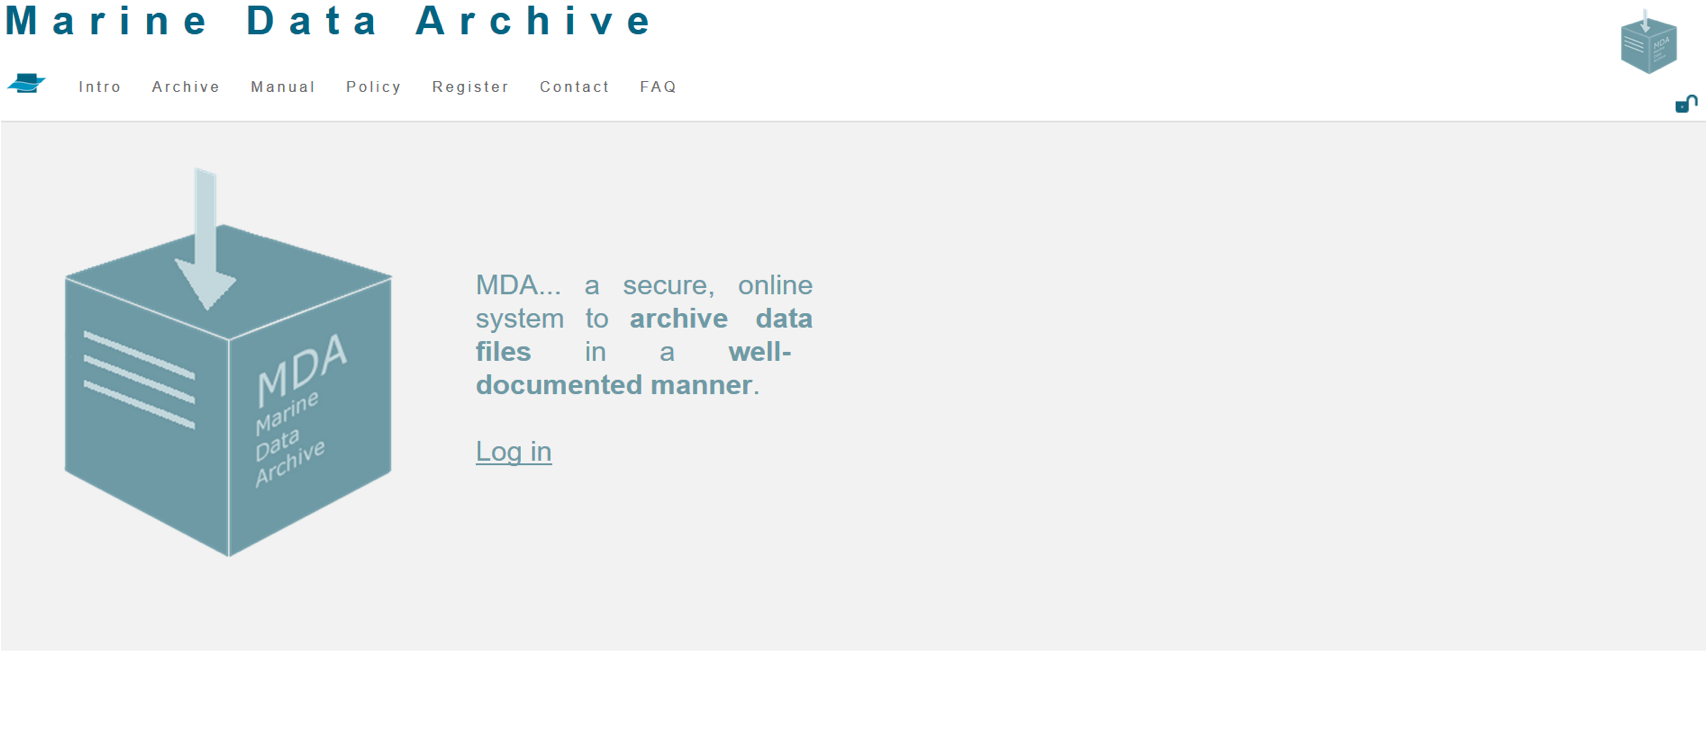 Marine Data Archive
MDA
Intro Archive Manual Policy Register Contact FAQ
MDA... a secure, online
system to archive data
files in a well-
documented manner.
Log in
MDA
Marine
Data
Archive